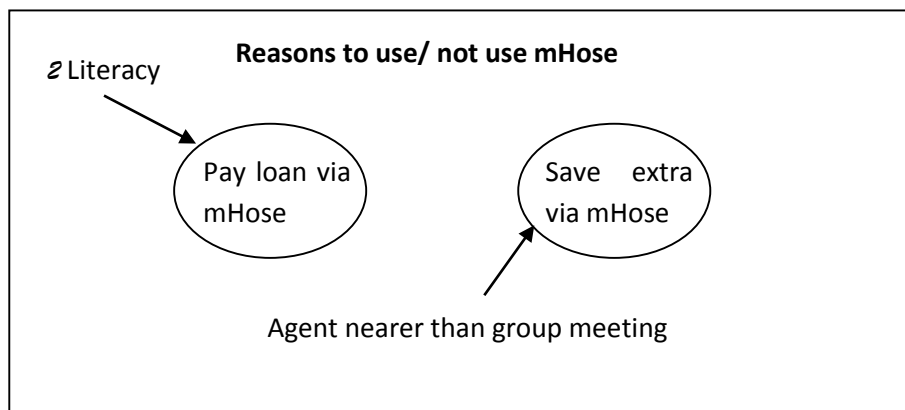 Reasons to use/ not use mHose
2 Literacy
Pay loan via
mHose
Save extra
via mHose
Agent nearer than group meeting